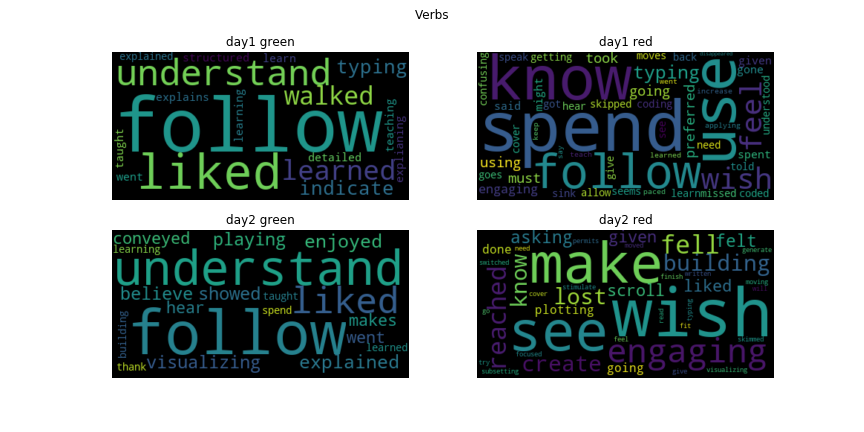 Verbs
day1 green
explained structured learn
understand typing
explains walked
follow
learning
teaching
taught
detailed
liked learned
explaining
went indicate
day1 red
speak getting took moves back given
confusing know typing gone
said got might hear skipped going coding
spend use feel
understood
cover keep preferred increase
see applying
using follow need spent
say teach give learned told
goes must wish
engaging sink allow seems paced learn missed coded
went
day2 green
conveyed playing enjoyed
learning
understand
believe showed taught liked
hear spend makes
follow went
building learned
thank visualizing explained
day2 red
asking permits given moved fell felt generate
done need know make building
switched written
reached stimulate lost scroll finish liked moving
cover
go plotting read typing will
see wish
feel fit
focused engaging skimmed
try create going give visualizing
subsetting